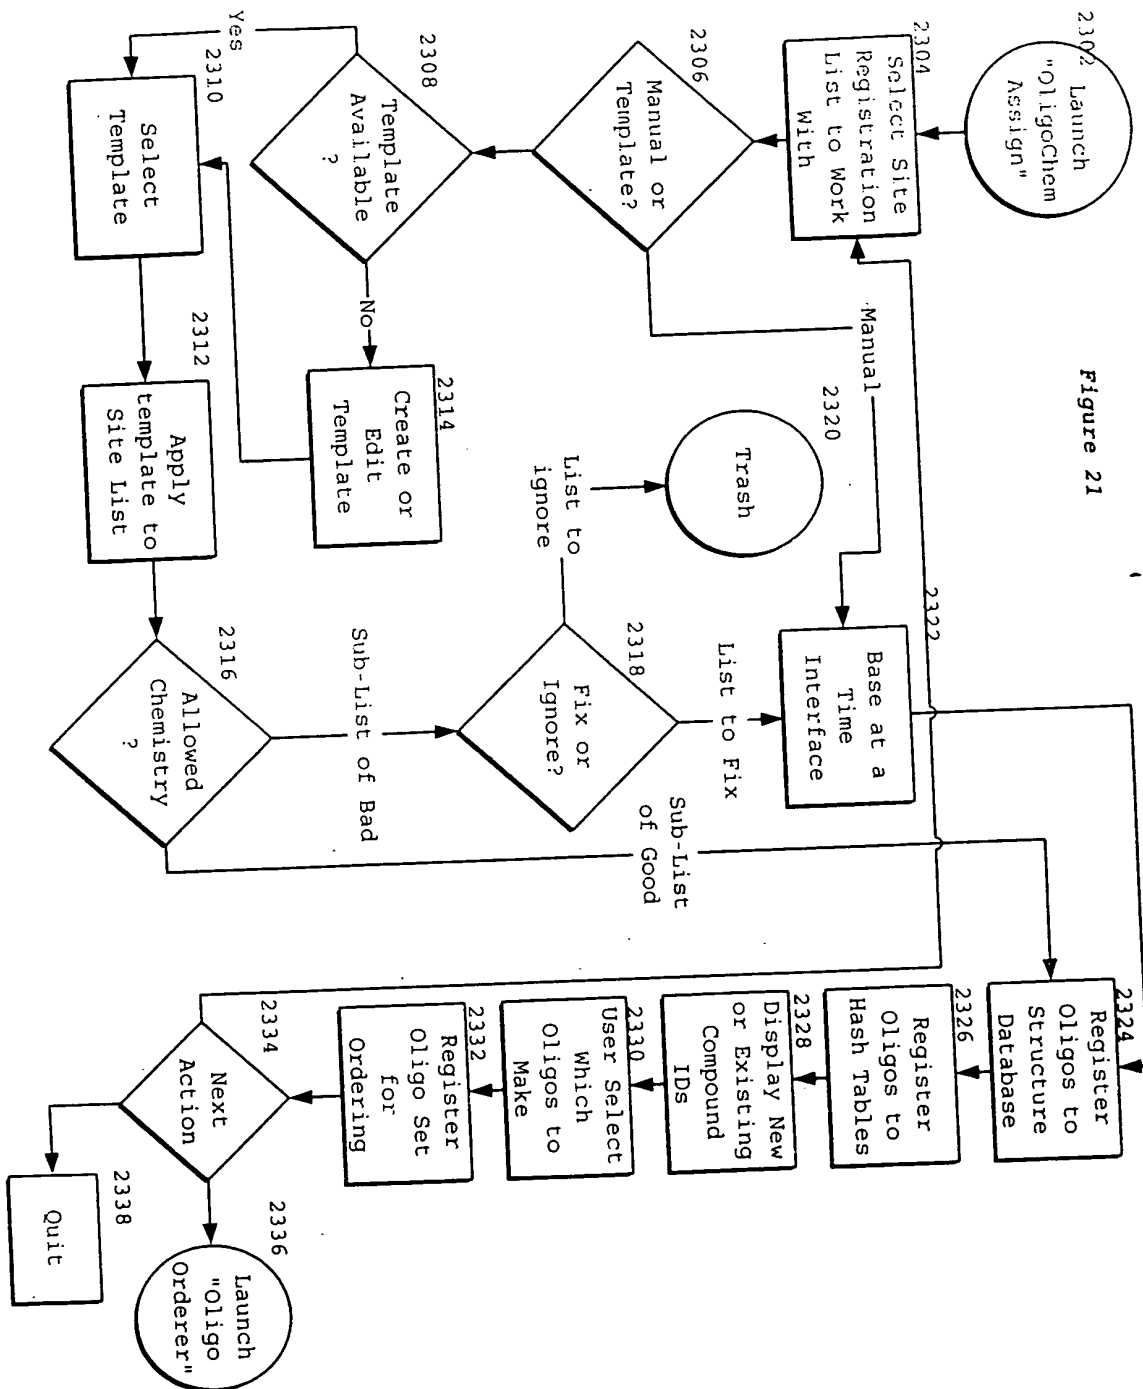 Figure 21
2302
Launch
"OligoChem
Assign"
2304
Select Site
Registration
List to Work
With
2306
Manual or
Template?
Manual
2308
Template
Available
?
Yes
No
2310
Select
Template
2314
Create or
Edit
Template
2312
Apply
template to
Site List
2316
Allowed
Chemistry
?
Sub-List of Bad
Sub-List
of Good
2318
Fix or
Ignore?
List to
ignore
2320
Trash
List to Fix
2322
Base at a
Time
Interface
2324
Register
Oligos to
Structure
Database
2326
Register
Oligos to
Hash Tables
2328
Display New
or Existing
Compound
IDs
2330
User Select
Which
Oligos to
Make
2332
Register
Oligo Set
for
Ordering
2334
Next
Action
2336
Launch
"Oligo
Orderer"
2338
Quit